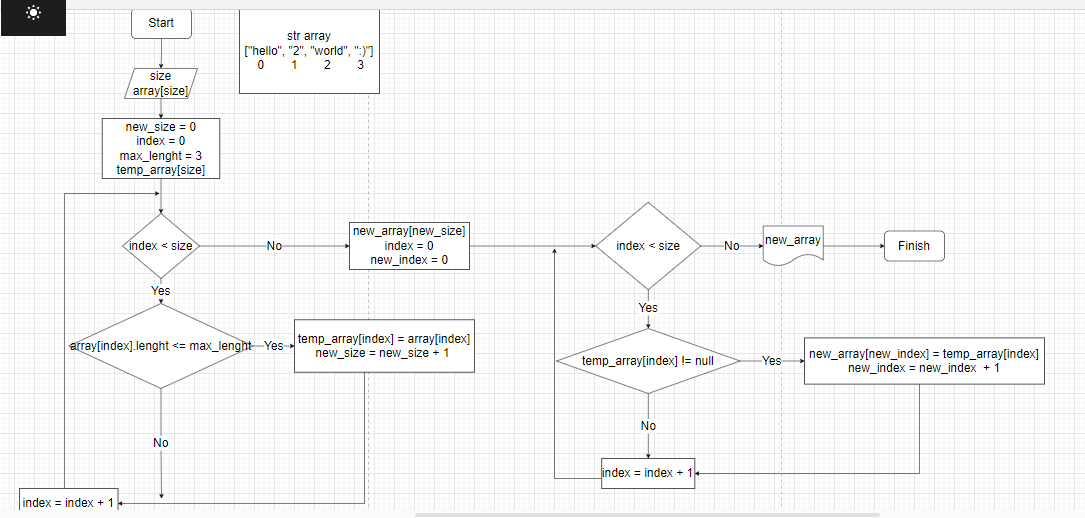 Start
str array
["hello", "2", "world", ":)"]
0 1 2 3
size
array[size]
new_size = 0
index = 0
max_lenght = 3
temp_array[size]
index < size
No
new_array[new_size]
index = 0
new_index = 0
index < size
No
new_array
Finish
Yes
Yes
array[index].lenght <= max_lenght
Yes
temp_array[index] = array[index]
new_size = new_size + 1
temp_array[index] != null
Yes
new_array[new_index] = temp_array[index]
new_index = new_index + 1
No
No
index = index + 1
index = index + 1